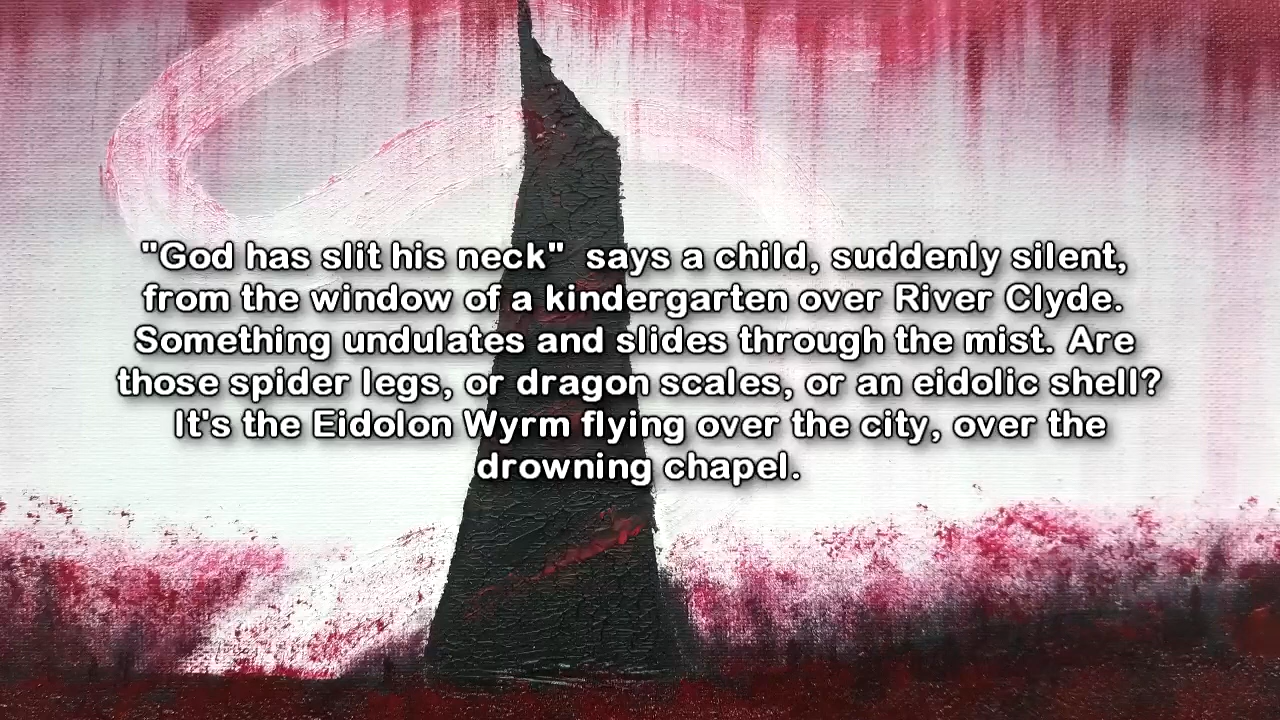 "God has slit his neck"  says a child, suddenly silent,
from the window of a kindergarten over River Clyde.
Something undulates and slides through the mist. Are
those spider legs, or dragon scales, or an eidolic shell?
It's the Eidolon Wyrm flying over the city, over the
drowning chapel.